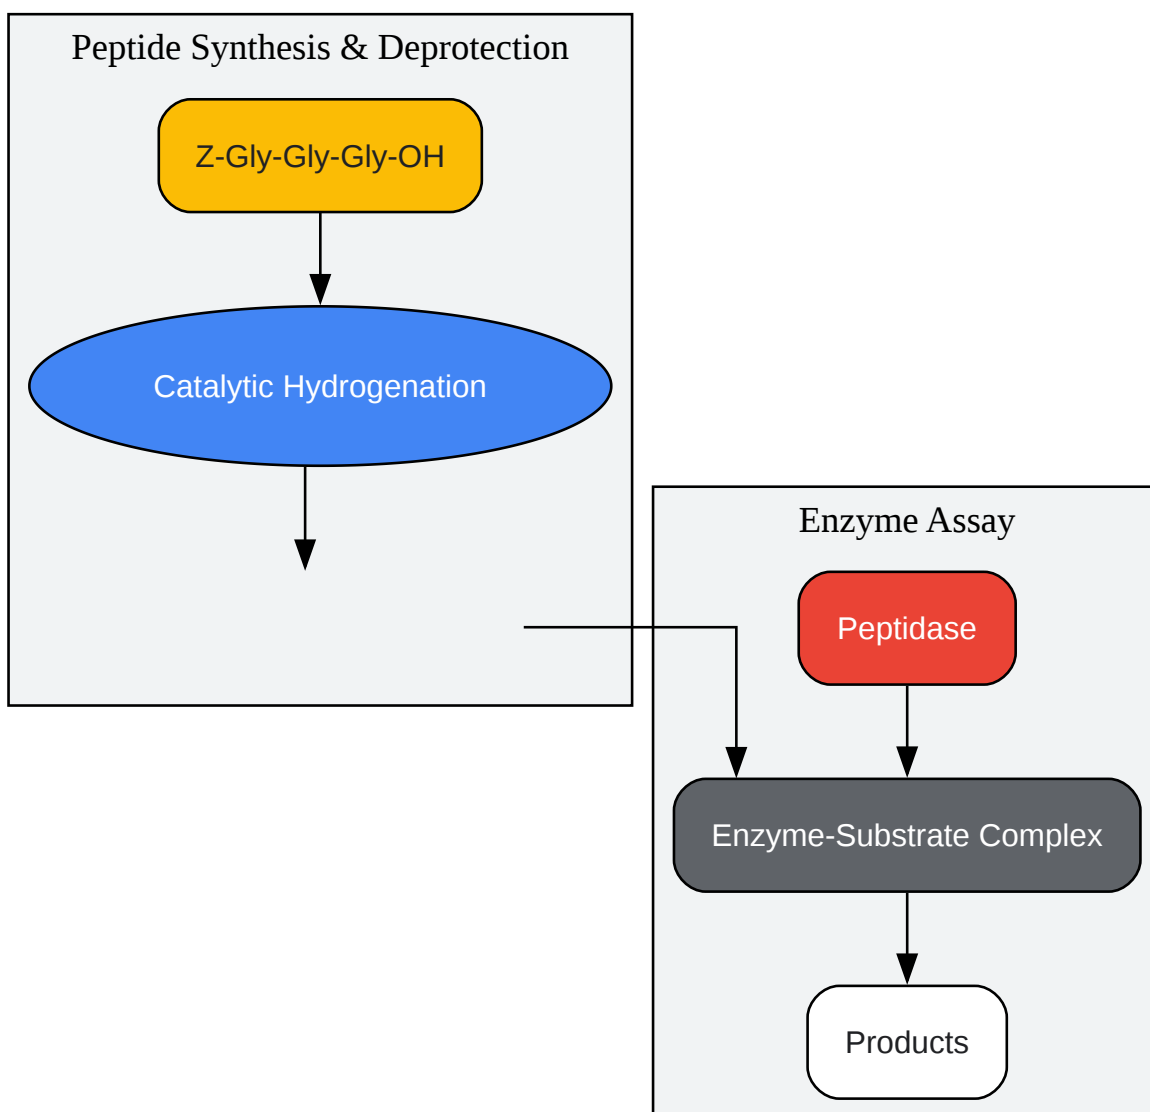 Peptide Synthesis & Deprotection
Z-Gly-Gly-Gly-OH
Catalytic Hydrogenation
Enzyme Assay
Peptidase
Enzyme-Substrate Complex
Products